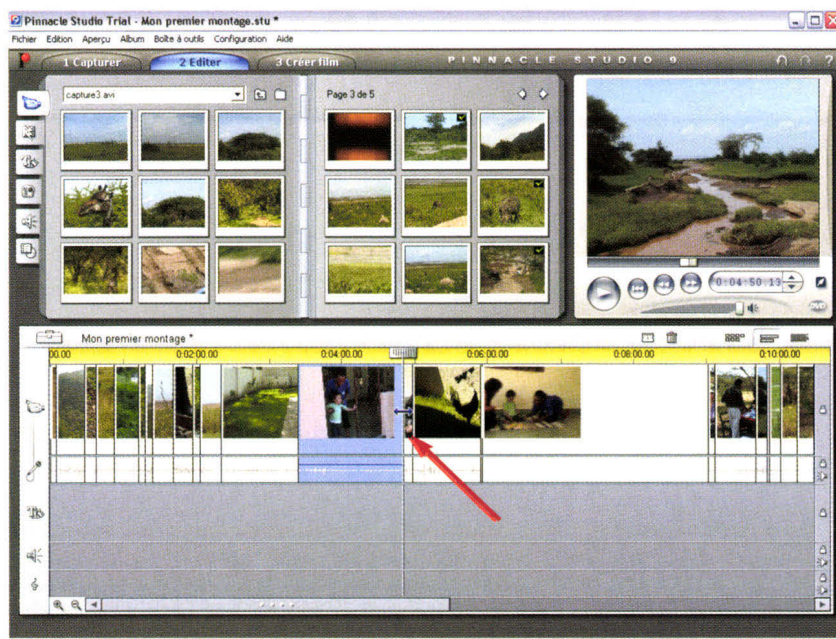 Pinnacle Studio Trial - Mon premier montage.stu *
Fichier Edition Aperçu Album Boîte à outils Configuration Aide
1 Capturer 2 Editer 3 Créer film PINNACLE STUDIO 9 ?
capture3.avi Page 3 de 5
0:04:50.13
DVD
Mon premier montage *
00.00 0:02:00.00 0:04:00.00 0:06:00.00 0:08:00.00 0:10:00.00